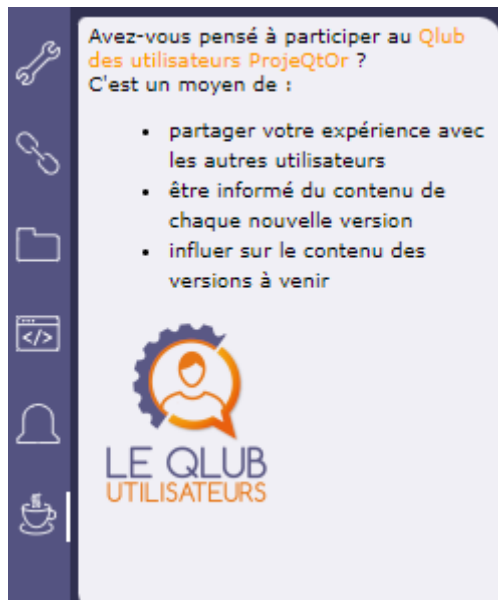 Avez-vous pensé à participer au Qlub
des utilisateurs ProjeQtOr ?
C'est un moyen de :
• partager votre expérience avec
les autres utilisateurs
• être informé du contenu de
chaque nouvelle version
• influer sur le contenu des
versions à venir
LE QLUB
UTILISATEURS